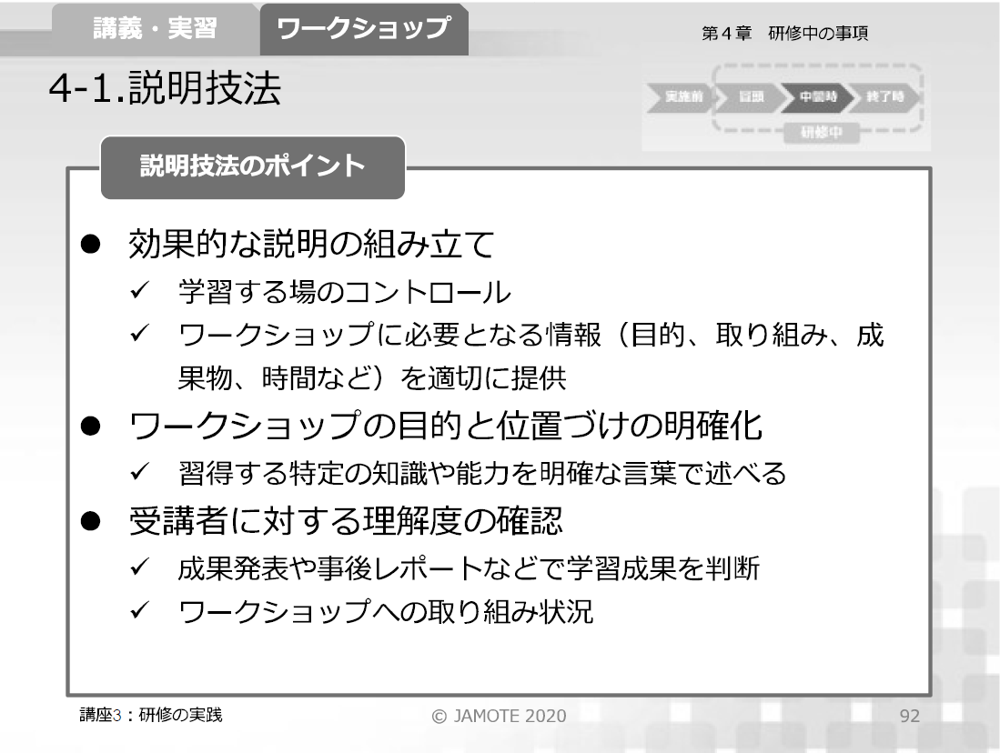 講義・実習
ワークショップ
第４章　研修中の事項
4-1.説明技法
実施前
冒頭
中間時
終了時
研修中
説明技法のポイント
● 効果的な説明の組み立て
✓ 学習する場のコントロール
✓ ワークショップに必要となる情報（目的、取り組み、成
果物、時間など）を適切に提供
● ワークショップの目的と位置づけの明確化
✓ 習得する特定の知識や能力を明確な言葉で述べる
● 受講者に対する理解度の確認
✓ 成果発表や事後レポートなどで学習成果を判断
✓ ワークショップへの取り組み状況
講座3：研修の実践
© JAMOTE 2020
92